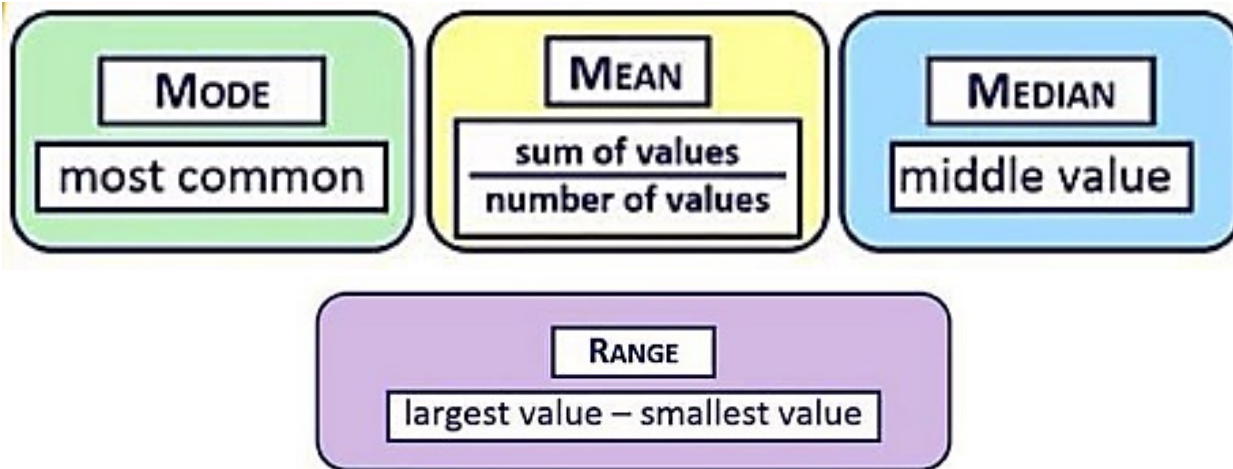 MODE
most common
MEAN
sum of values
number of values
MEDIAN
middle value
RANGE
largest value – smallest value